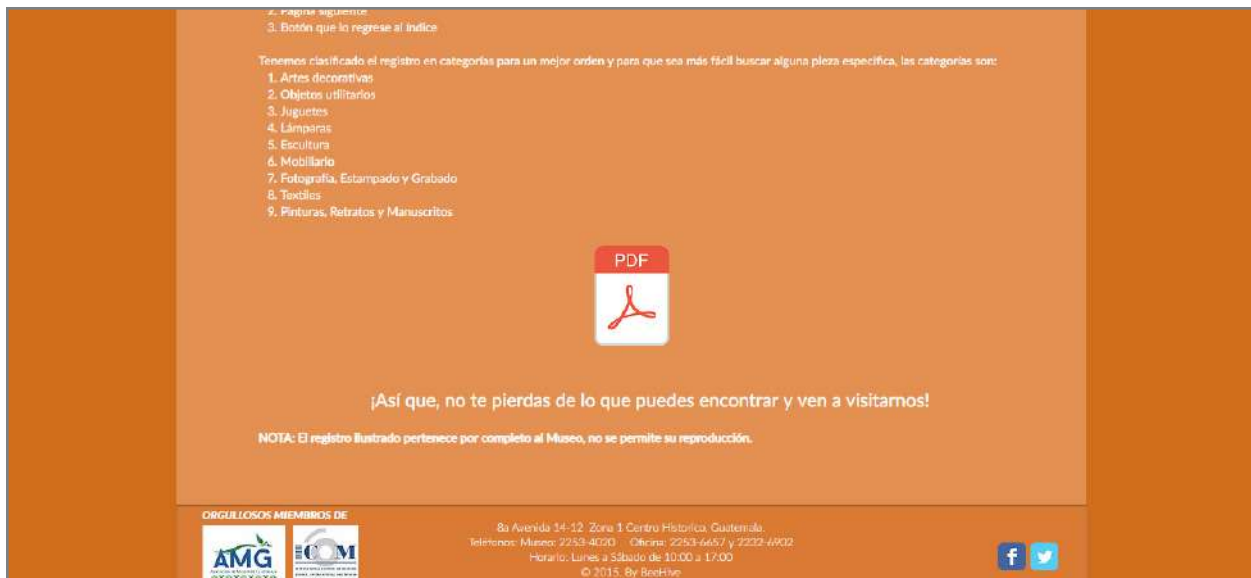 2. Página siguiente
3. Botón que lo regrese al índice
Tenemos clasificado el registro en categorías para un mejor orden y para que sea más fácil buscar alguna pieza específica, las categorías son:
1. Artes decorativas
2. Objetos utilitarios
3. Juguetes
4. Lámparas
5. Escultura
6. Mobiliario
7. Fotografía, Estampado y Grabado
8. Textiles
9. Pinturas, Retratos y Manuscritos
PDF
¡Así que, no te pierdas de lo que puedes encontrar y ven a visitarnos!
NOTA: El registro ilustrado pertenece por completo al Museo, no se permite su reproducción.
ORGULLOSOS MIEMBROS DE
AMG
ICOM
8a Avenida 14-12 Zona 1 Centro Historico, Guatemala.
Teléfonos: Museo: 2253-4020 Oficina: 2253-6657 y 2232-6902
Horario: Lunes a Sábado de 10:00 a 17:00
© 2015. By BeeHive